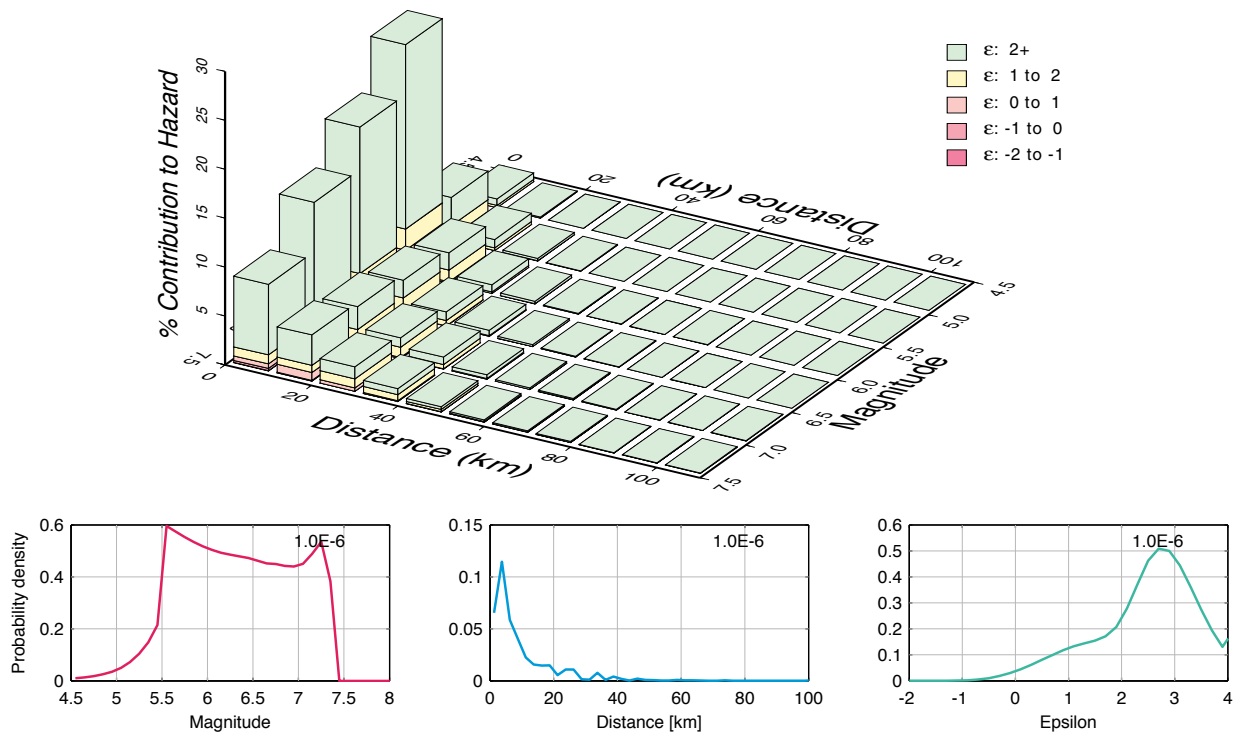 % Contribution to Hazard
30
25
20
15
10
5
ε: 2+
ε: 1 to 2
ε: 0 to 1
ε: -1 to 0
ε: -2 to -1
0
20
40
60
80
100
Distance (km)
4.5
5.0
5.5
6.0
6.5
7.0
7.5
Magnitude
7.5
0
20
40
60
80
100
Distance (km)
Probability density
0.6
0.4
0.2
0
1.0E-6
4.5 5 5.5 6 6.5 7 7.5 8
Magnitude
0.15
0.1
0.05
0
1.0E-6
0 20 40 60 80 100
Distance [km]
0.6
0.5
0.4
0.3
0.2
0.1
0
1.0E-6
-2 -1 0 1 2 3 4
Epsilon